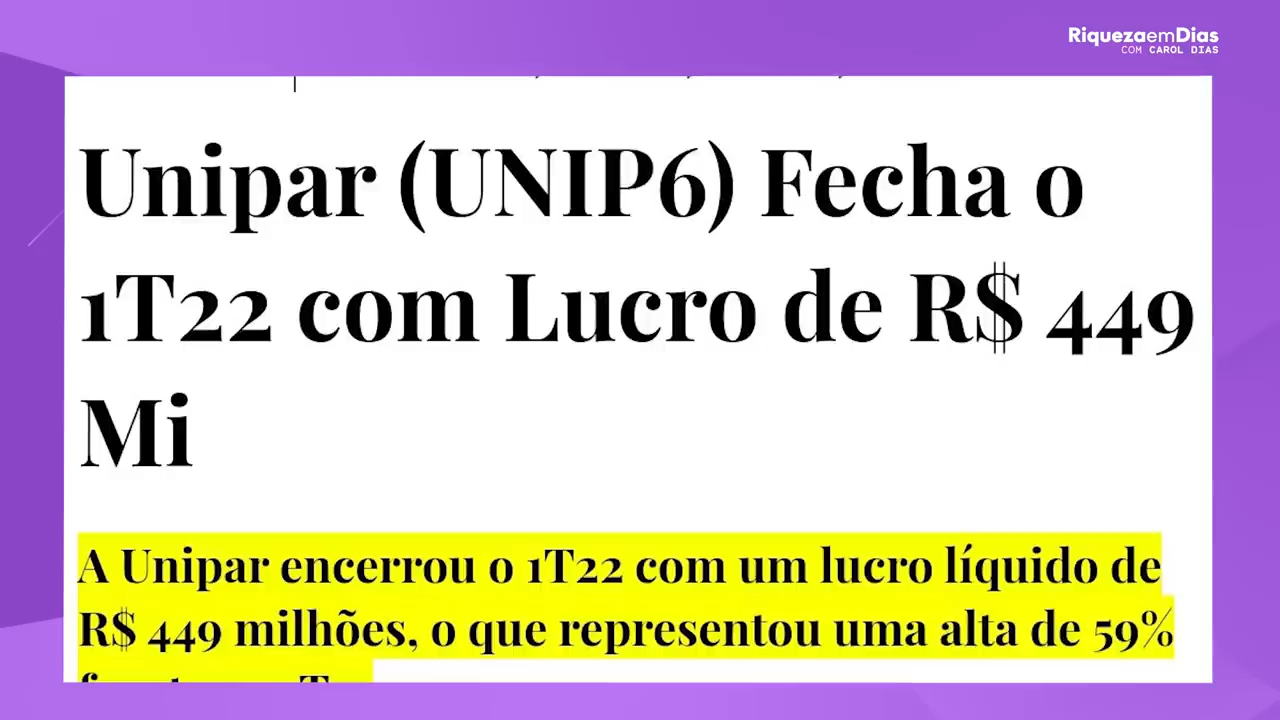 RiquezaemDias
COM CAROL DIAS
Unipar (UNIP6) Fecha o
1T22 com Lucro de R$ 449
Mi
A Unipar encerrou o 1T22 com um lucro líquido de
R$ 449 milhões, o que representou uma alta de 59%